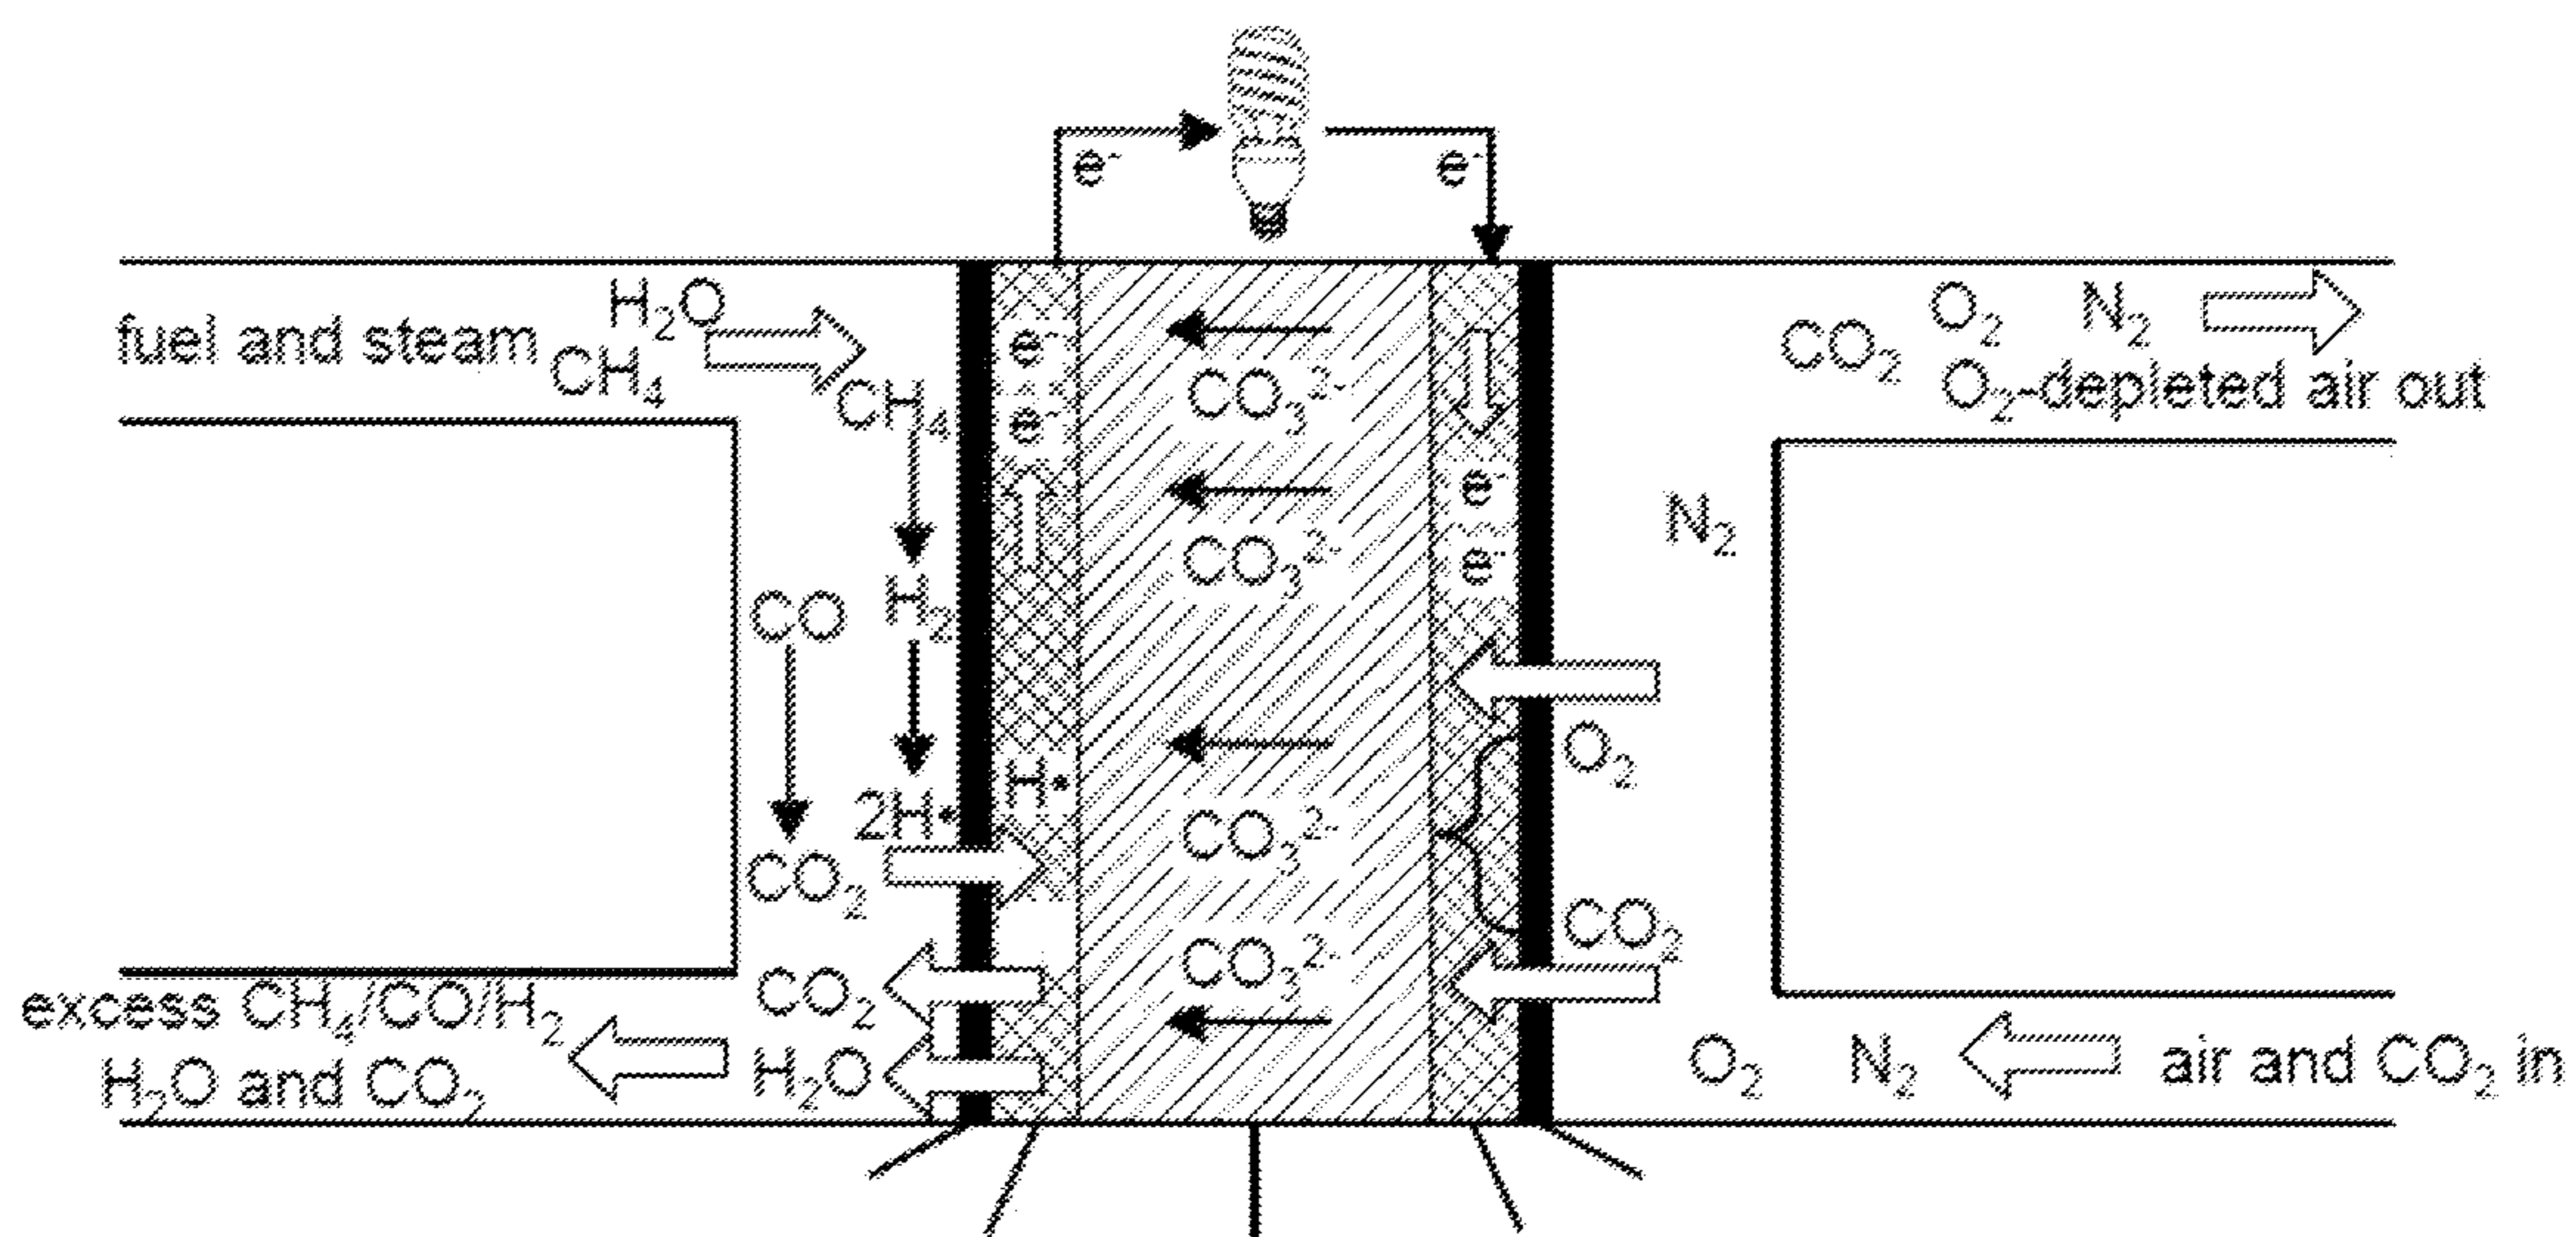 e⁻ e⁻
H₂O
fuel and steam
CH₄
CH₄
H₂
CO
2H•
H•
CO₂
CO₂
H₂O
excess CH₄/CO/H₂
H₂O and CO₂
e⁻
e⁻
CO₃²⁻
CO₃²⁻
CO₃²⁻
CO₃²⁻
e⁻
e⁻
CO₂ O₂ N₂
O₂-depleted air out
N₂
O₂
CO₂
O₂ N₂ air and CO₂ in